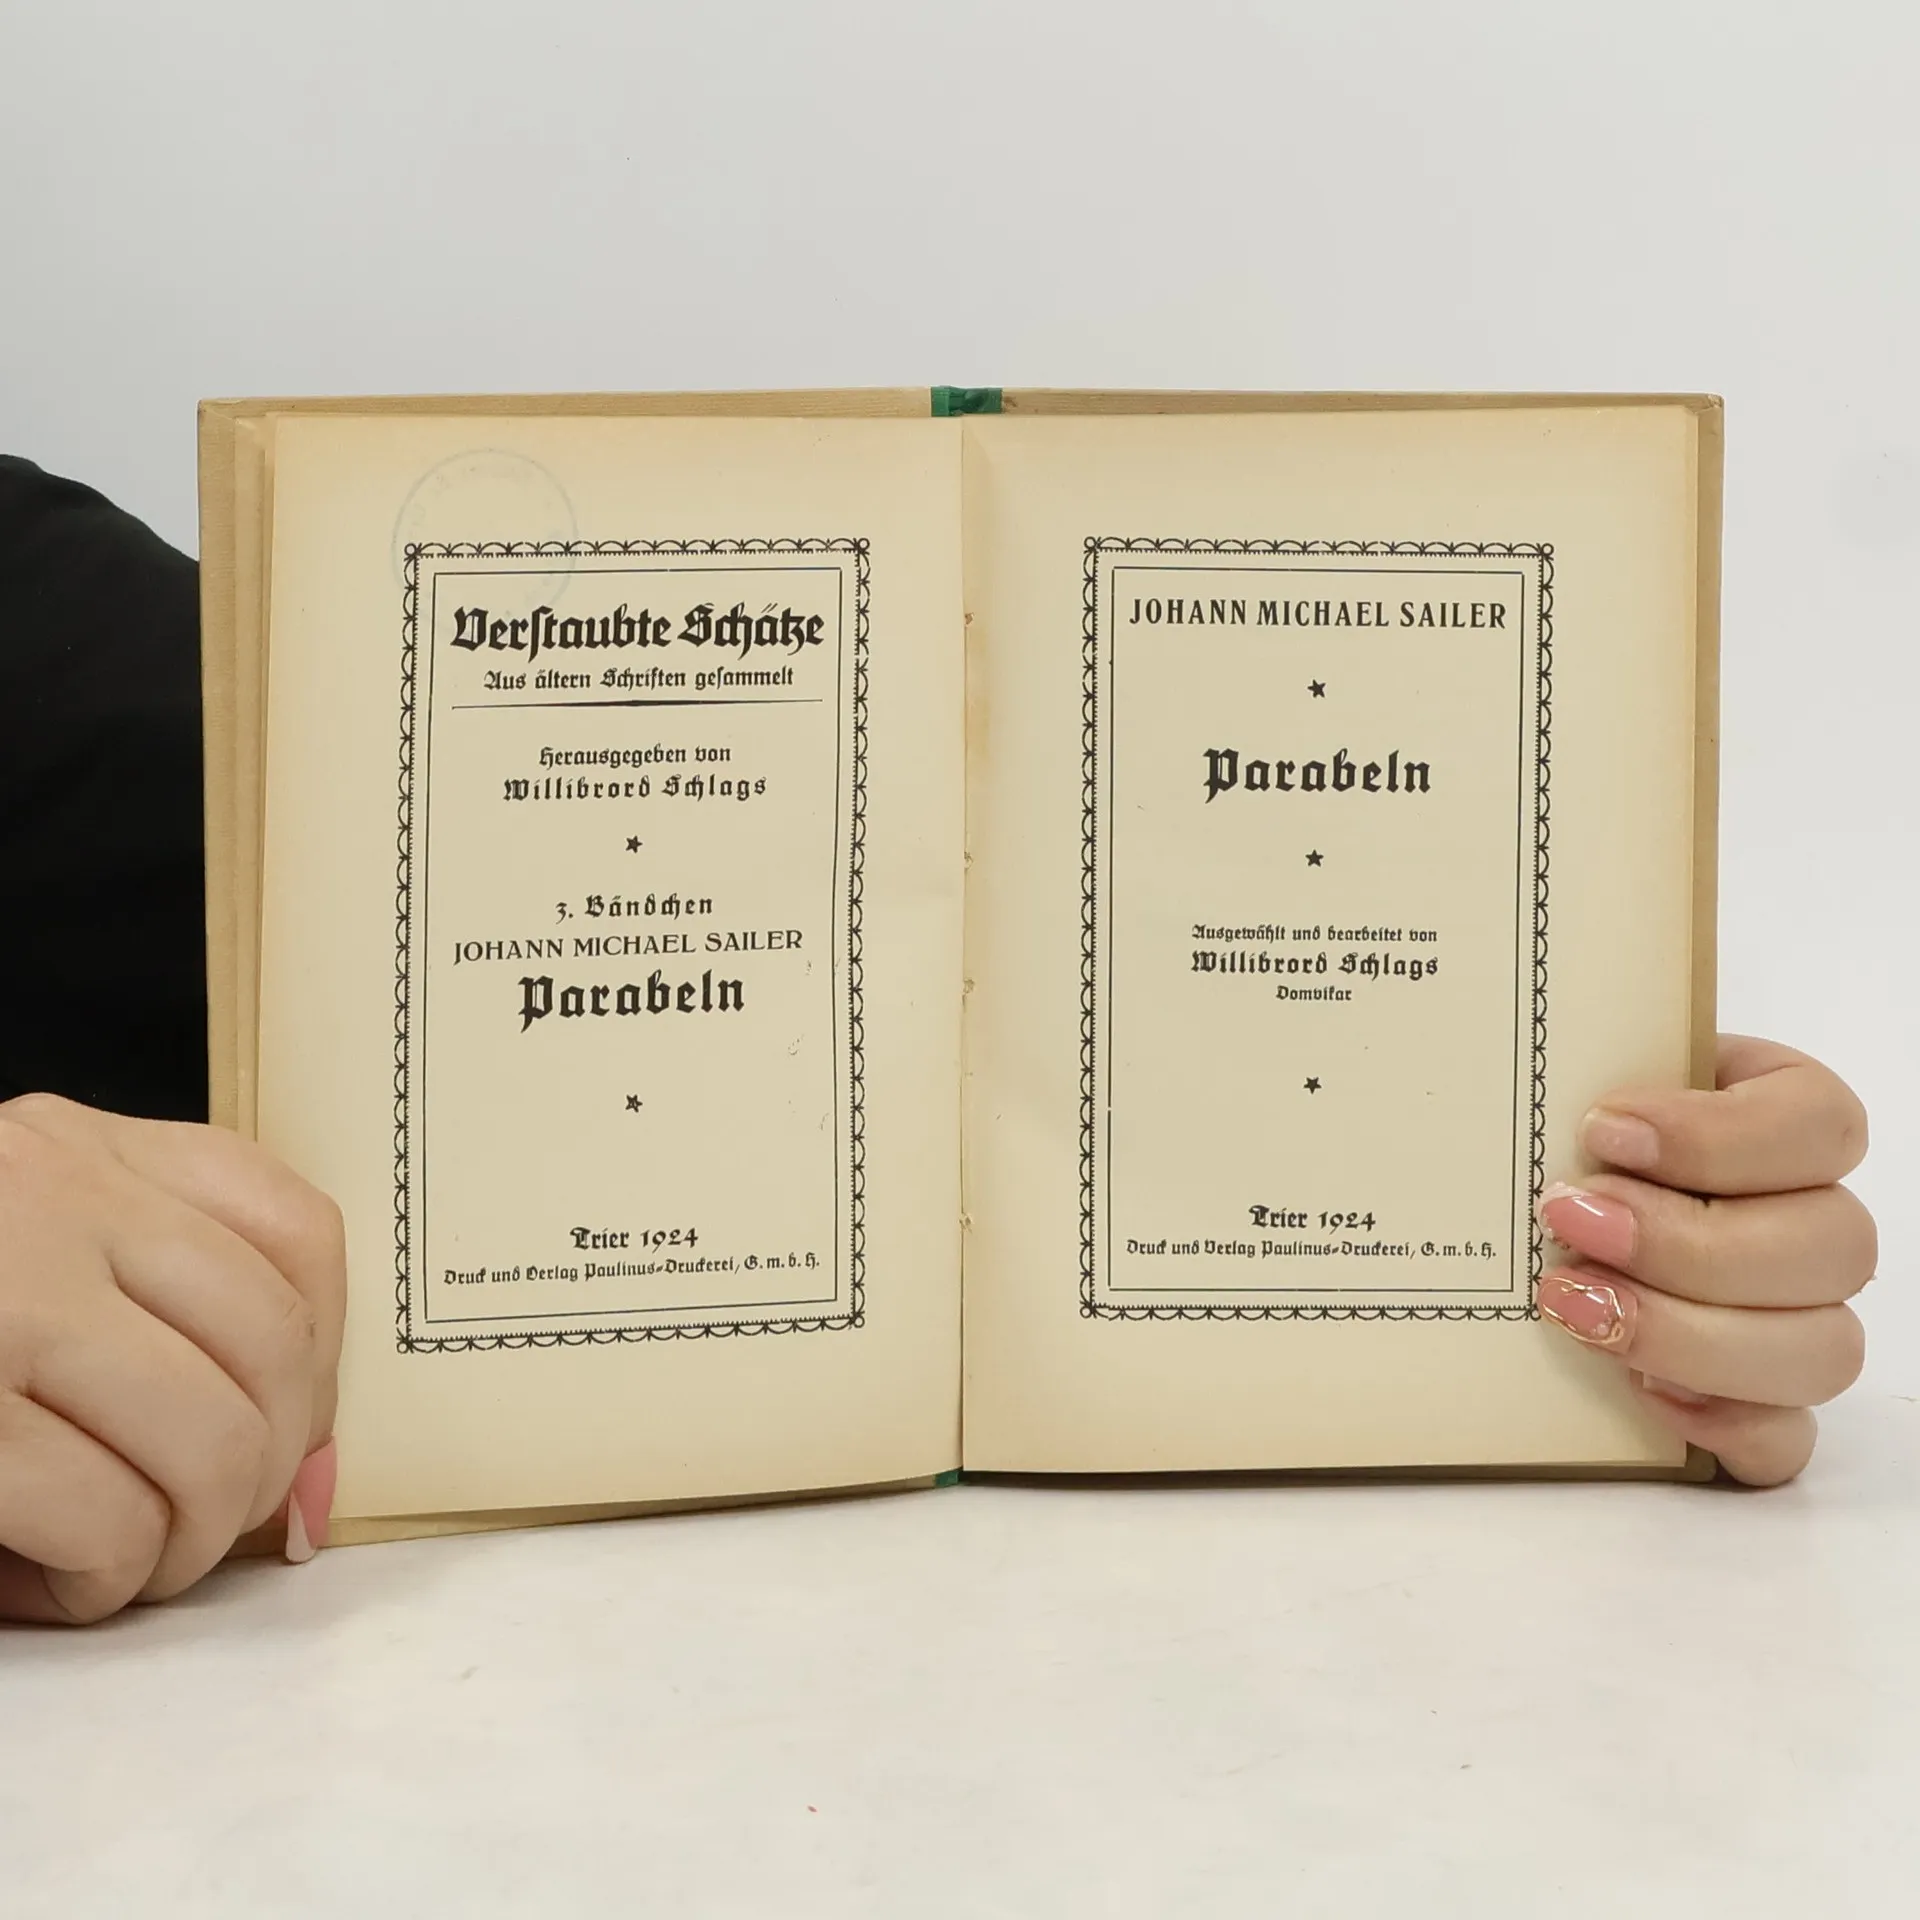 Verstaubte Schätze
Aus ältern Schriften gesammelt
Herausgegeben von
Willibrord Schlags
3. Bändchen
JOHANN MICHAEL SAILER
Parabeln
Trier 1924
Druck und Verlag Paulinus-Druckerei, G. m. b. H.
JOHANN MICHAEL SAILER
Parabeln
Ausgewählt und bearbeitet von
Willibrord Schlags
Domvikar
Trier 1924
Druck und Verlag Paulinus-Druckerei, G. m. b. H.